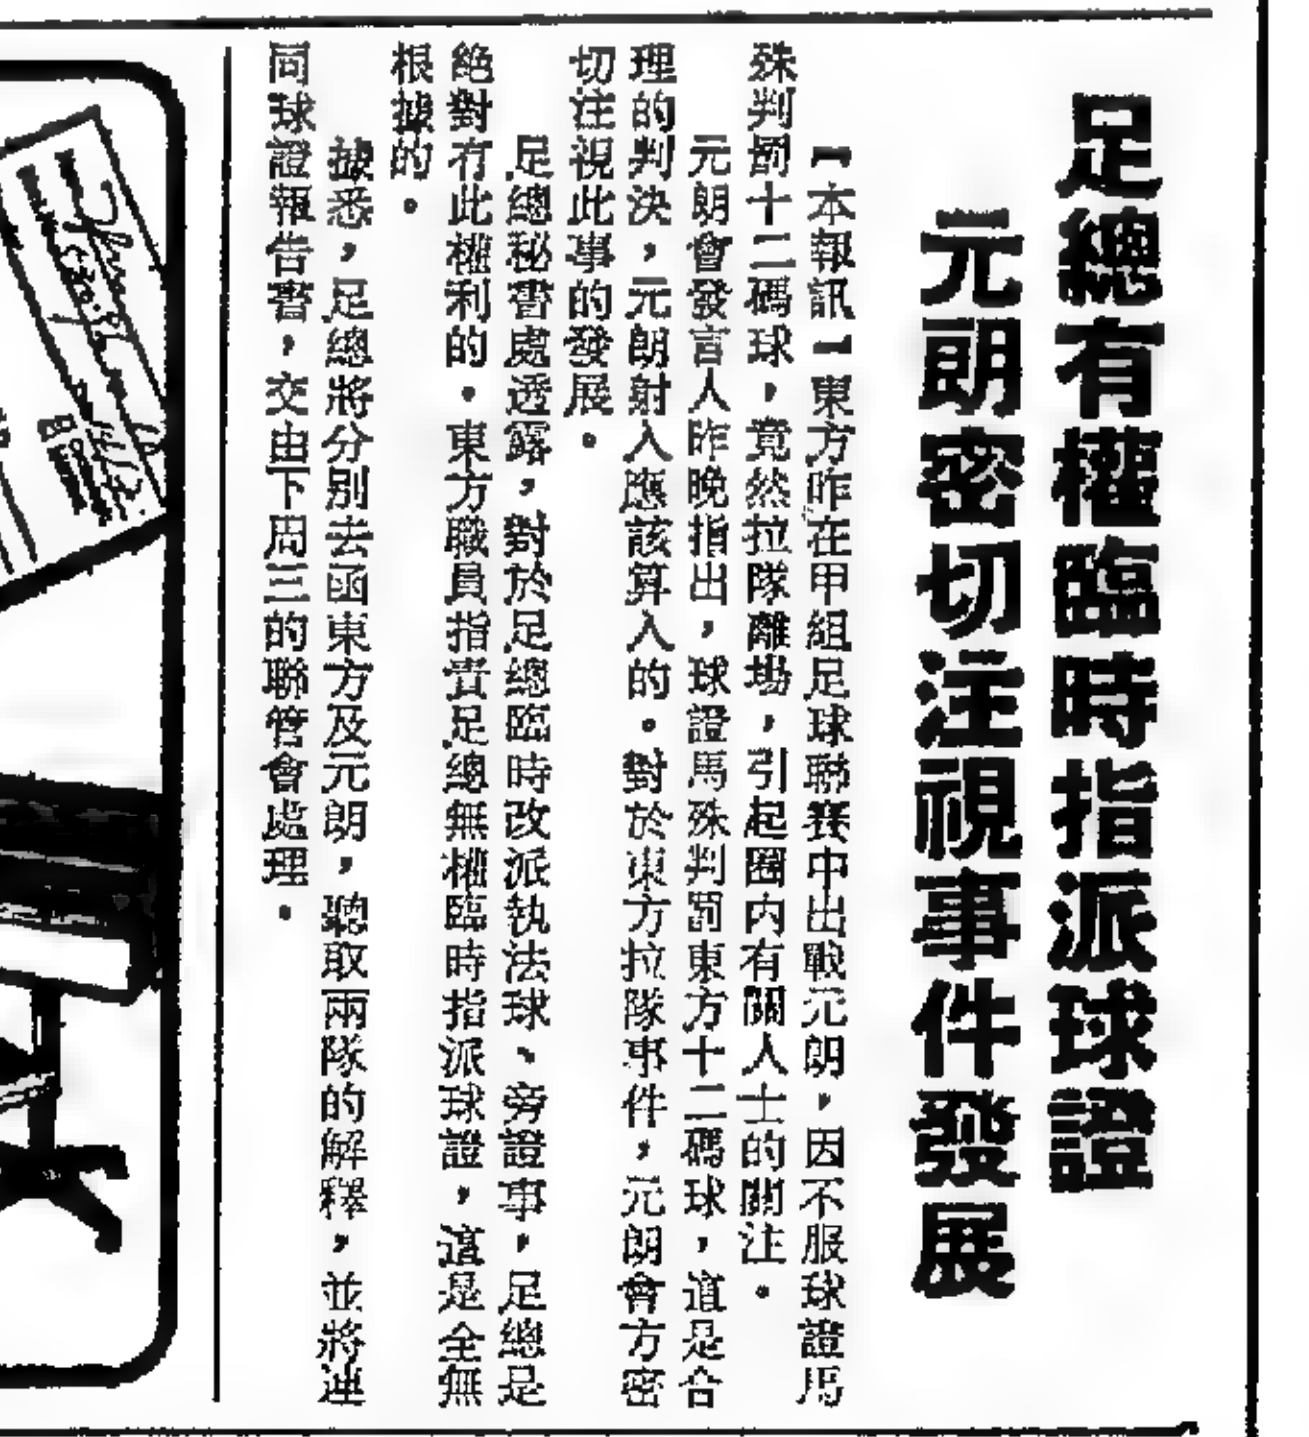 足總有權臨時指派球證
元朗密切注視事件發展
【本報訊】東方昨在甲組足球聯賽中出戰元朗，因不服球證馬
殊判罰十二碼球，竟然拉隊離場，引起圈內有關人士的關注。
元朗會發言人昨晚指出，球證馬殊判罰東方十二碼球，這是合
理的判決，元朗射入應該算入的。對於東方拉隊事件，元朗會方密
切注視此事的發展。
足總秘書處透露，對於足總臨時改派執法球、旁證事，足總是
絕對有此權利的。東方職員指責足總無權臨時指派球證，這是全無
根據的。
據悉，足總將分別去函東方及元朗，聽取兩隊的解釋，並將連
同球證報告書，交由下周三的聯管會處理。